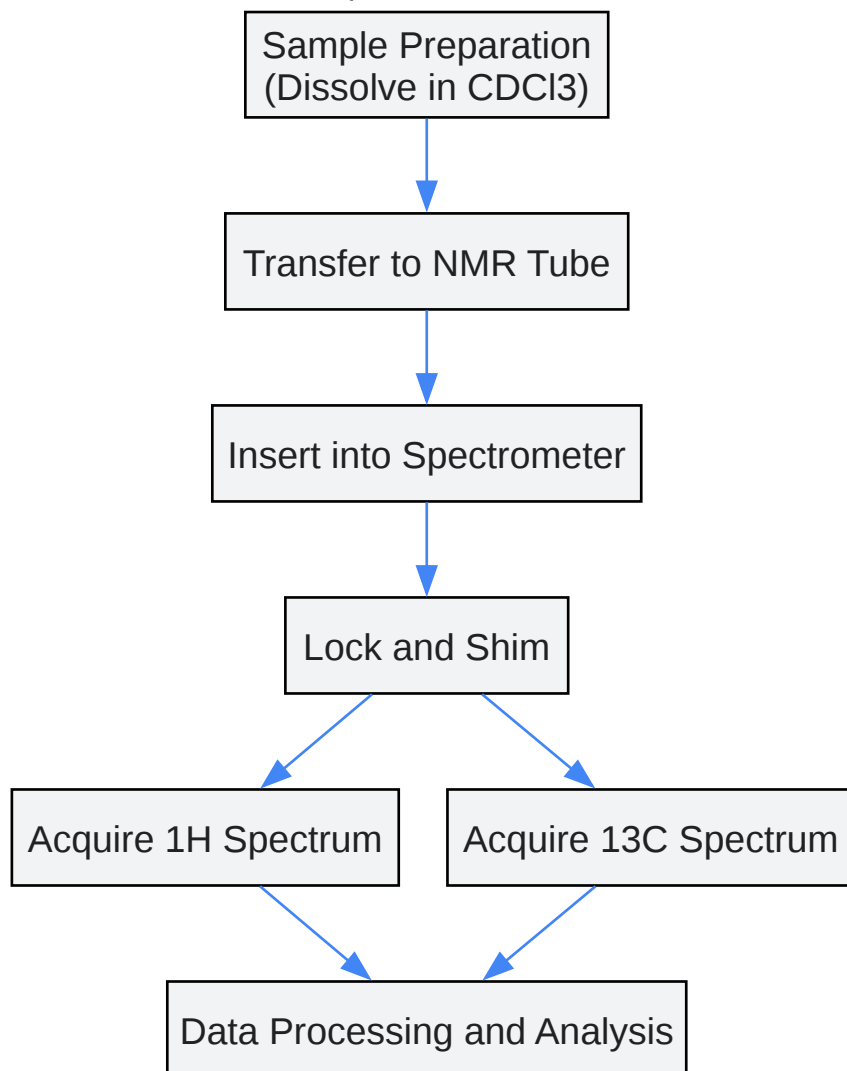 Sample Preparation
(Dissolve in CDCl3)
Transfer to NMR Tube
Insert into Spectrometer
Lock and Shim
Acquire 1H Spectrum
Acquire 13C Spectrum
Data Processing and Analysis